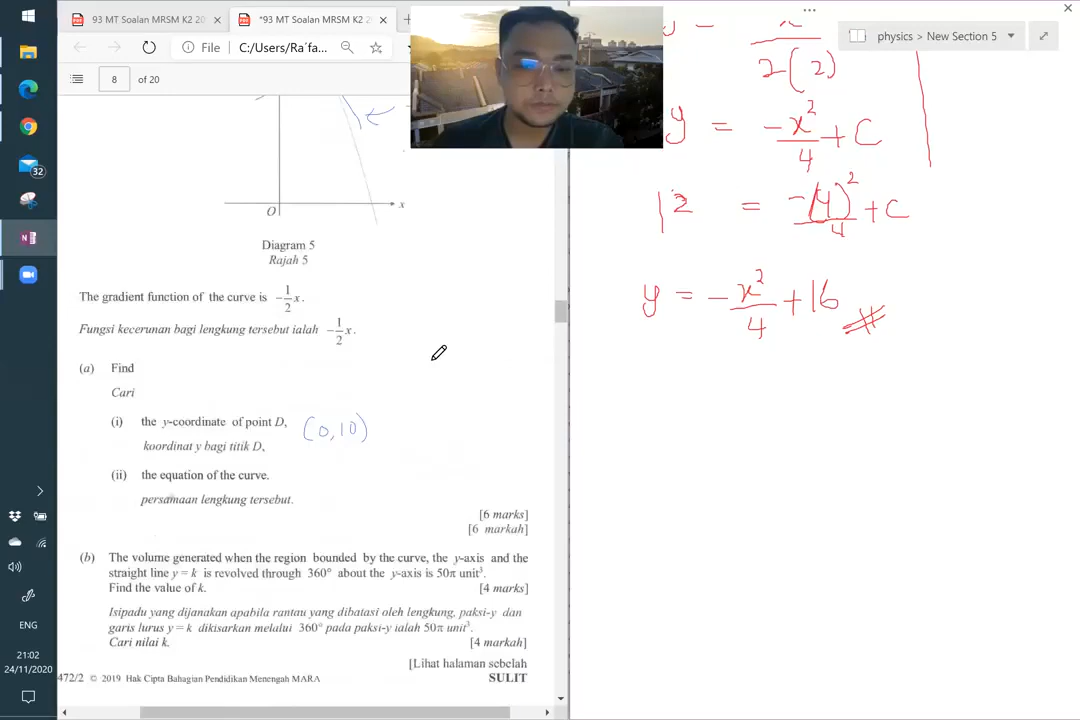 93 MT Soalan MRSM K2 20
*93 MT Soalan MRSM K2
File
C:/Users/Ra´fa...
8
of 20
physics > New Section 5
32
O
x
Diagram 5
Rajah 5
The gradient function of the curve is -1/2 x.
Fungsi kecerunan bagi lengkung tersebut ialah -1/2 x.
(a) Find
Cari
(i) the y-coordinate of point D, (0,10)
koordinat y bagi titik D,
(ii) the equation of the curve.
persamaan lengkung tersebut.
[6 marks]
[6 markah]
(b) The volume generated when the region bounded by the curve, the y-axis and the
straight line y = k is revolved through 360° about the y-axis is 50π unit³.
Find the value of k. [4 marks]
Isipadu yang dijanakan apabila rantau yang dibatasi oleh lengkung, paksi-y dan
garis lurus y = k dikisarkan melalui 360° pada paksi-y ialah 50π unit³.
Cari nilai k. [4 markah]
[Lihat halaman sebelah
472/2 © 2019 Hak Cipta Bahagian Pendidikan Menengah MARA SULIT
2(2)
y = -x²/4 + C
12 = -(4)²/4 + C
y = -x²/4 + 16
ENG
21:02
24/11/2020